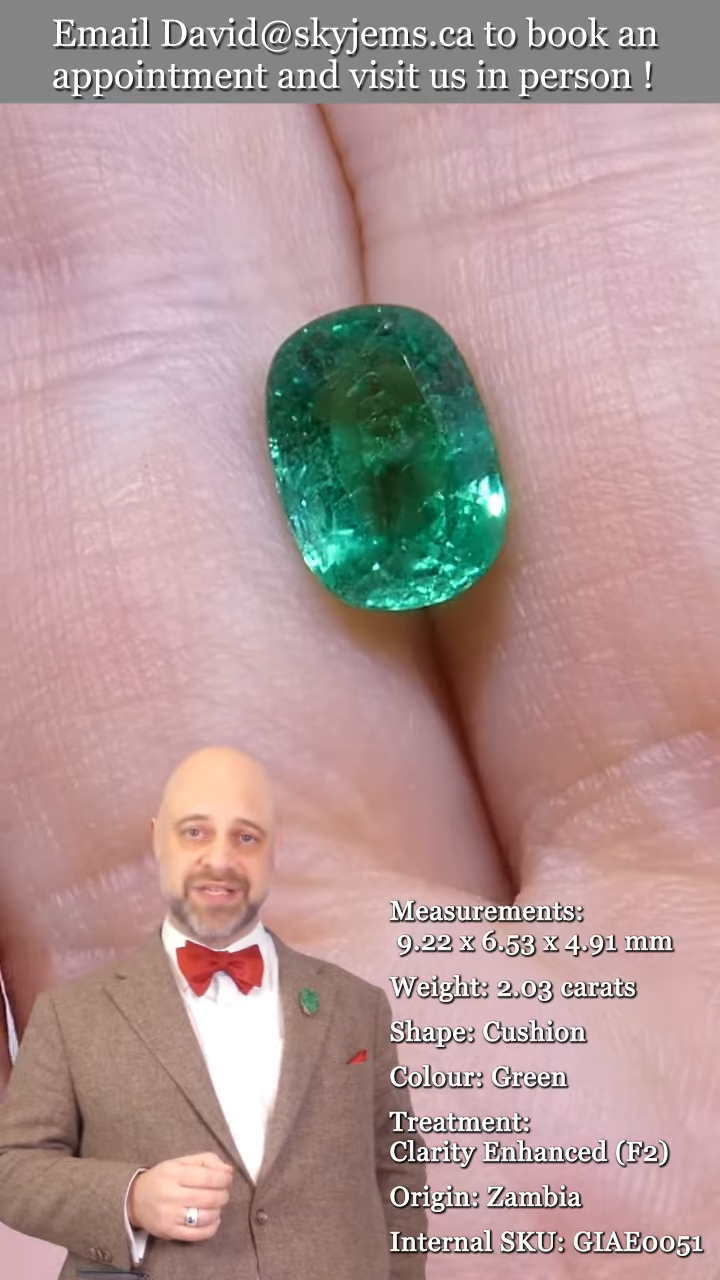 Email David@skyjems.ca to book an
appointment and visit us in person !
Measurements:
9.22 x 6.53 x 4.91 mm
Weight: 2.03 carats
Shape: Cushion
Colour: Green
Treatment:
Clarity Enhanced (F2)
Origin: Zambia
Internal SKU: GIAE0051